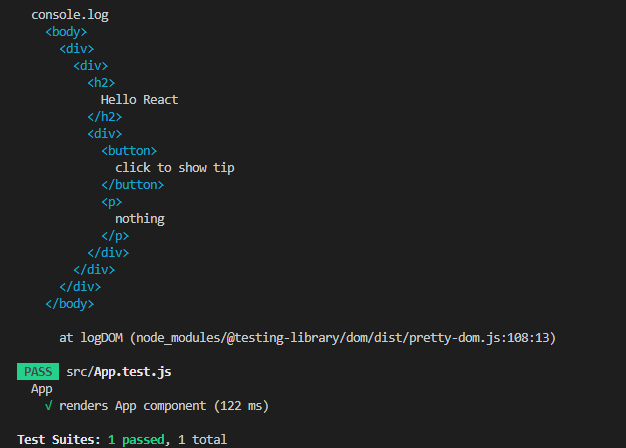 console.log
<body>
<div>
<div>
<h2>
Hello React
</h2>
<div>
<button>
click to show tip
</button>
<p>
nothing
</p>
</div>
</div>
</div>
</body>
at logDOM (node_modules/@testing-library/dom/dist/pretty-dom.js:108:13)
PASS src/App.test.js
App
√ renders App component (122 ms)
Test Suites: 1 passed, 1 total